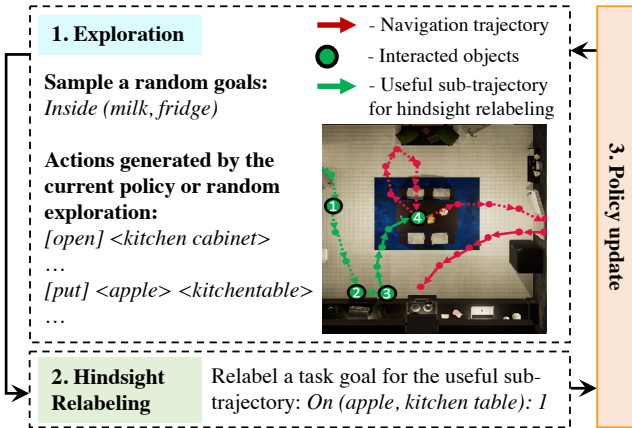 1. Exploration
Sample a random goals:
Inside (milk, fridge)
Actions generated by the
current policy or random
exploration:
[open] <kitchen cabinet>
…
[put] <apple> <kitchentable>
…
- Navigation trajectory
- Interacted objects
- Useful sub-trajectory
for hindsight relabeling
1
2
3
4
2. Hindsight
Relabeling
Relabel a task goal for the useful sub-
trajectory: On (apple, kitchen table): 1
3. Policy update